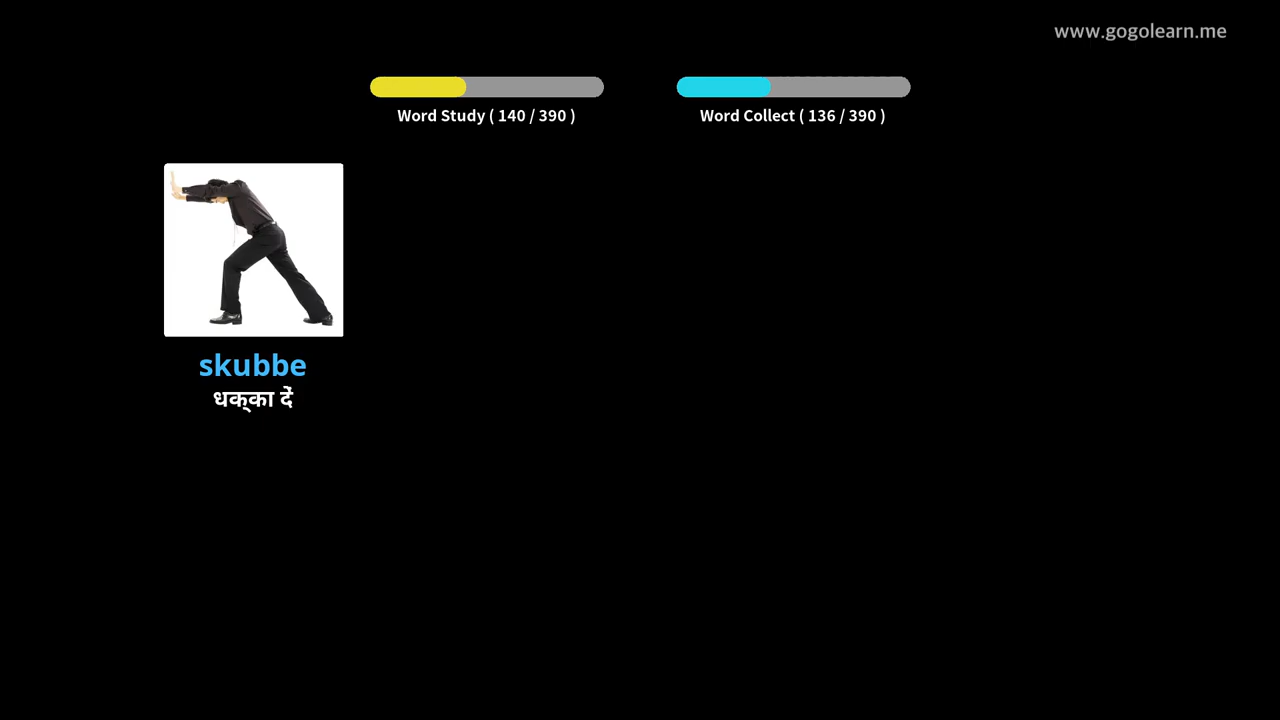 www.gogolearn.me
Word Study ( 140 / 390 )
Word Collect ( 136 / 390 )
skubbe
धक्‍का दें